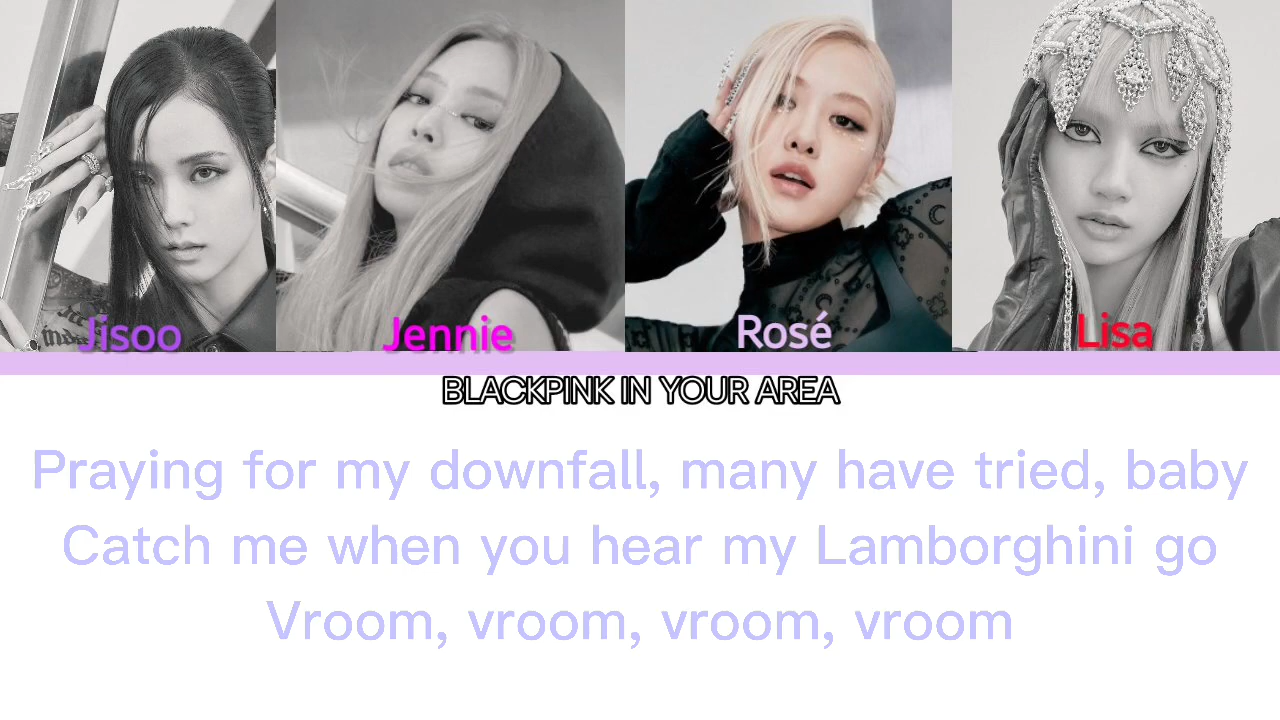 Jisoo
Jennie
Rosé
Lisa
BLACKPINK IN YOUR AREA
Praying for my downfall, many have tried, baby
Catch me when you hear my Lamborghini go
Vroom, vroom, vroom, vroom